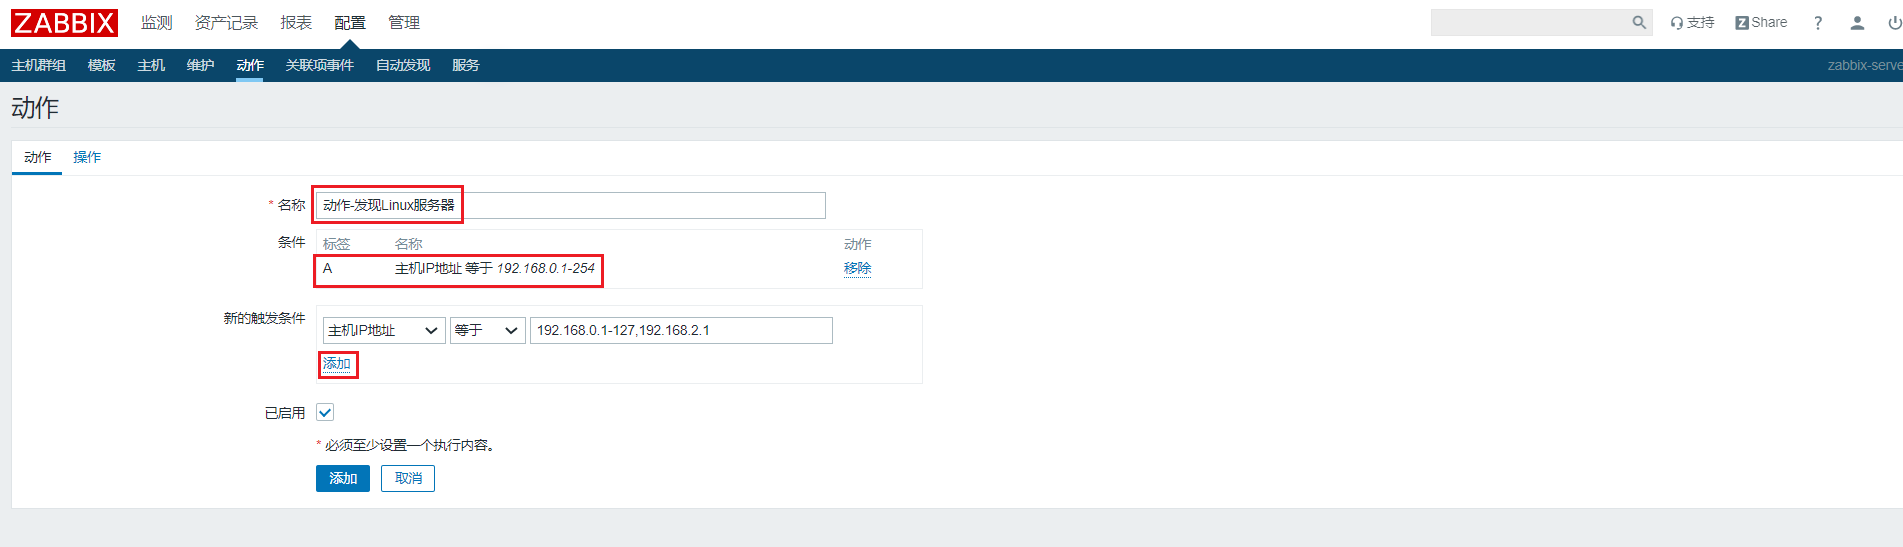 ZABBIX 监测 资产记录 报表 配置 管理 支持 Z Share ?
主机群组 模板 主机 维护 动作 关联项事件 自动发现 服务 zabbix-serve
动作
动作 操作
* 名称 动作-发现Linux服务器
条件 标签 名称 动作
A 主机IP地址 等于 192.168.0.1-254 移除
新的触发条件
主机IP地址 等于 192.168.0.1-127,192.168.2.1
添加
已启用
* 必须至少设置一个执行内容。
添加 取消